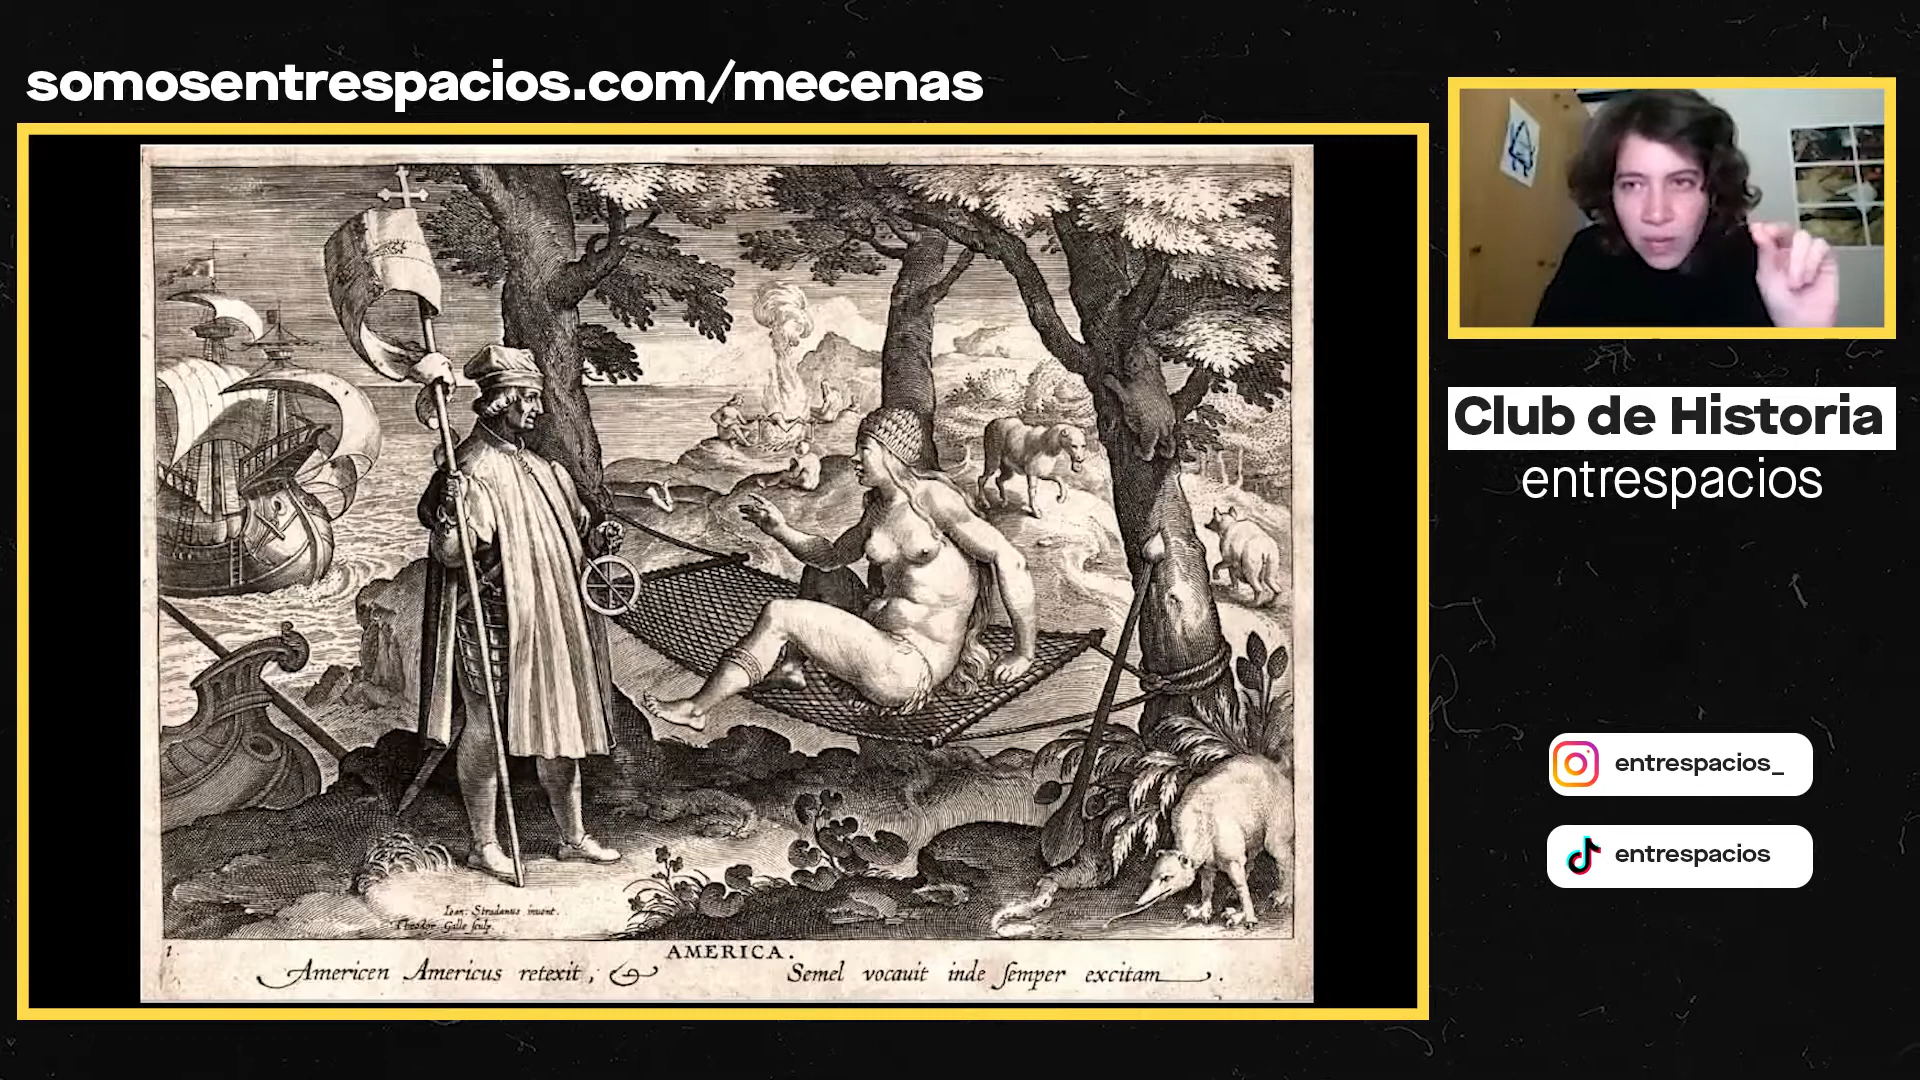 somosentrespacios.com/mecenas
Ioan: Stradanus invent.
Theodor Galle sculp.
1.
AMERICA.
Americen Americus retexit, & Semel vocauit inde semper excitam.
Club de Historia
entrespacios
entrespacios_
entrespacios